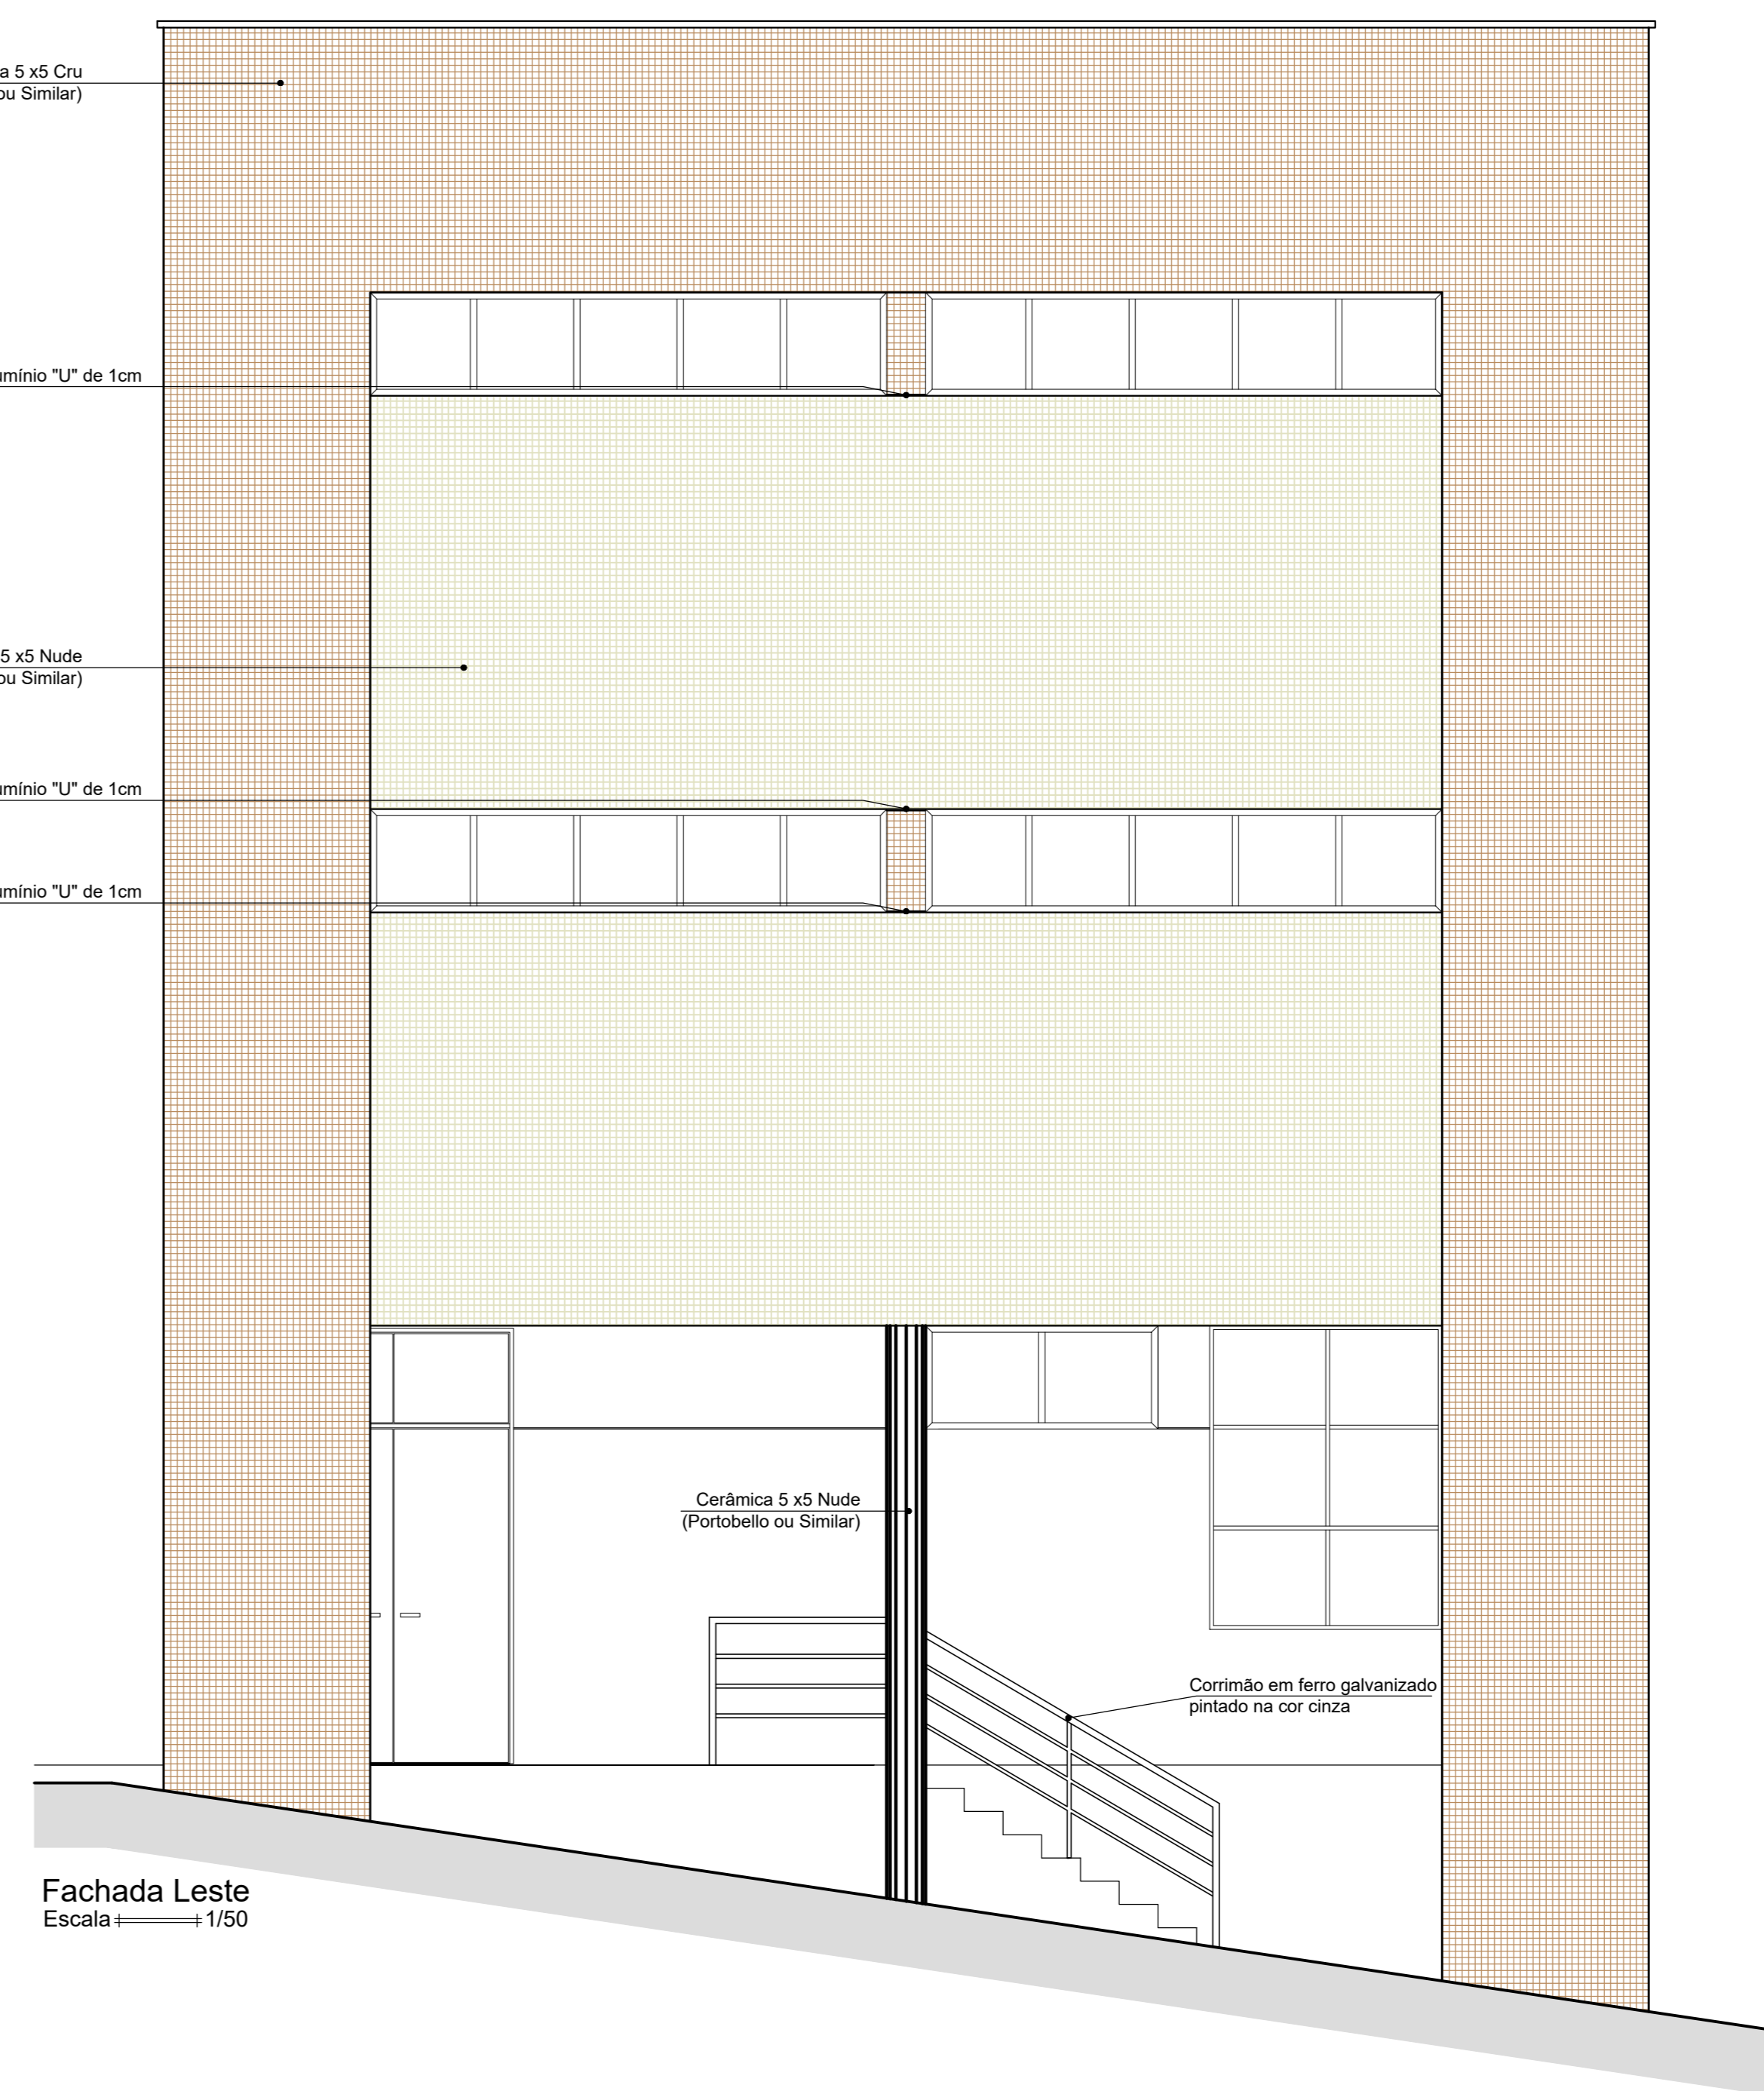 a 5 x5 Cru
ou Similar)
umínio "U" de 1cm
5 x5 Nude
ou Similar)
umínio "U" de 1cm
umínio "U" de 1cm
Cerâmica 5 x5 Nude
(Portobello ou Similar)
Corrimão em ferro galvanizado
pintado na cor cinza
Fachada Leste
Escala 1/50